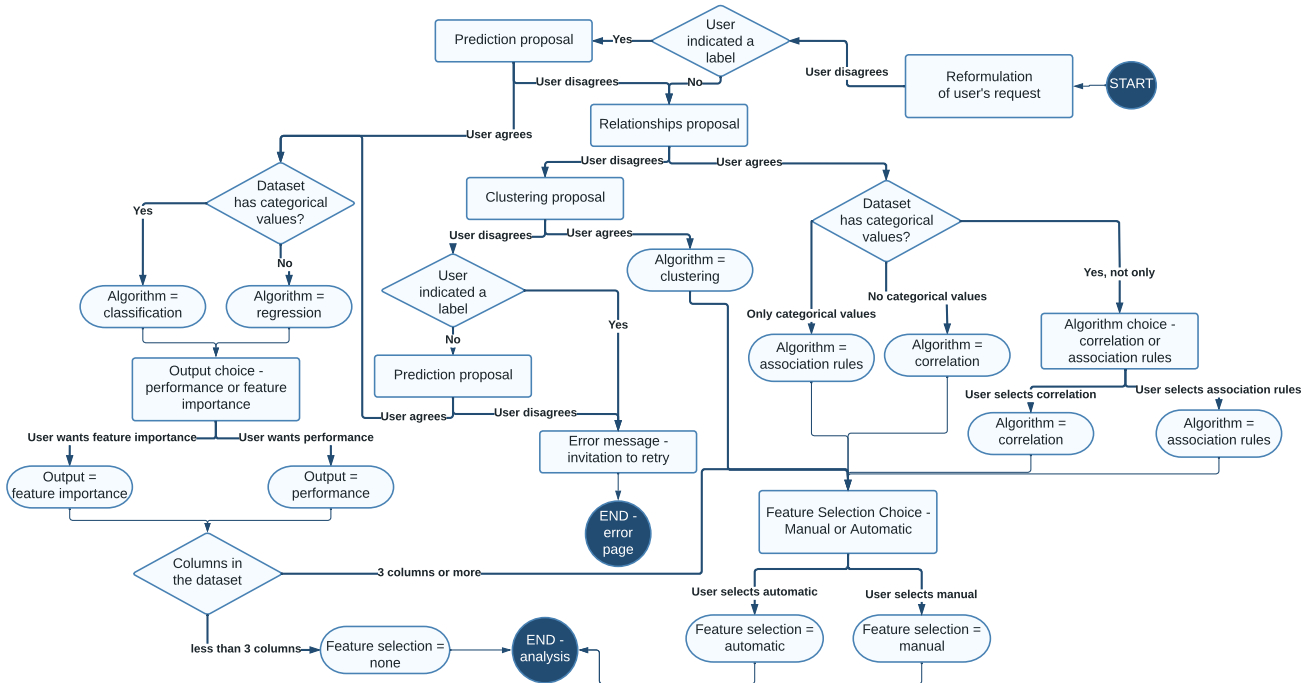 User
indicated a
label
Prediction proposal
Yes
User disagrees
Reformulation
of user's request
START
User disagrees
No
Relationships proposal
User agrees
User disagrees
User agrees
Dataset
has categorical
values?
Clustering proposal
Dataset
has categorical
values?
Yes
User disagrees
User agrees
No
Algorithm =
clustering
User
indicated a
label
Yes, not only
Algorithm =
classification
Algorithm =
regression
No categorical values
Only categorical values
Yes
No
Algorithm choice -
correlation or
association rules
Algorithm =
association rules
Algorithm =
correlation
Output choice -
performance or feature
importance
Prediction proposal
User selects correlation
User selects association rules
User agrees
User disagrees
Algorithm =
correlation
Algorithm =
association rules
User wants feature importance
User wants performance
Error message -
invitation to retry
Output =
feature importance
Output =
performance
END -
error
page
Feature Selection Choice -
Manual or Automatic
Columns in
the dataset
3 columns or more
User selects automatic
User selects manual
less than 3 columns
Feature selection =
none
END -
analysis
Feature selection =
automatic
Feature selection =
manual